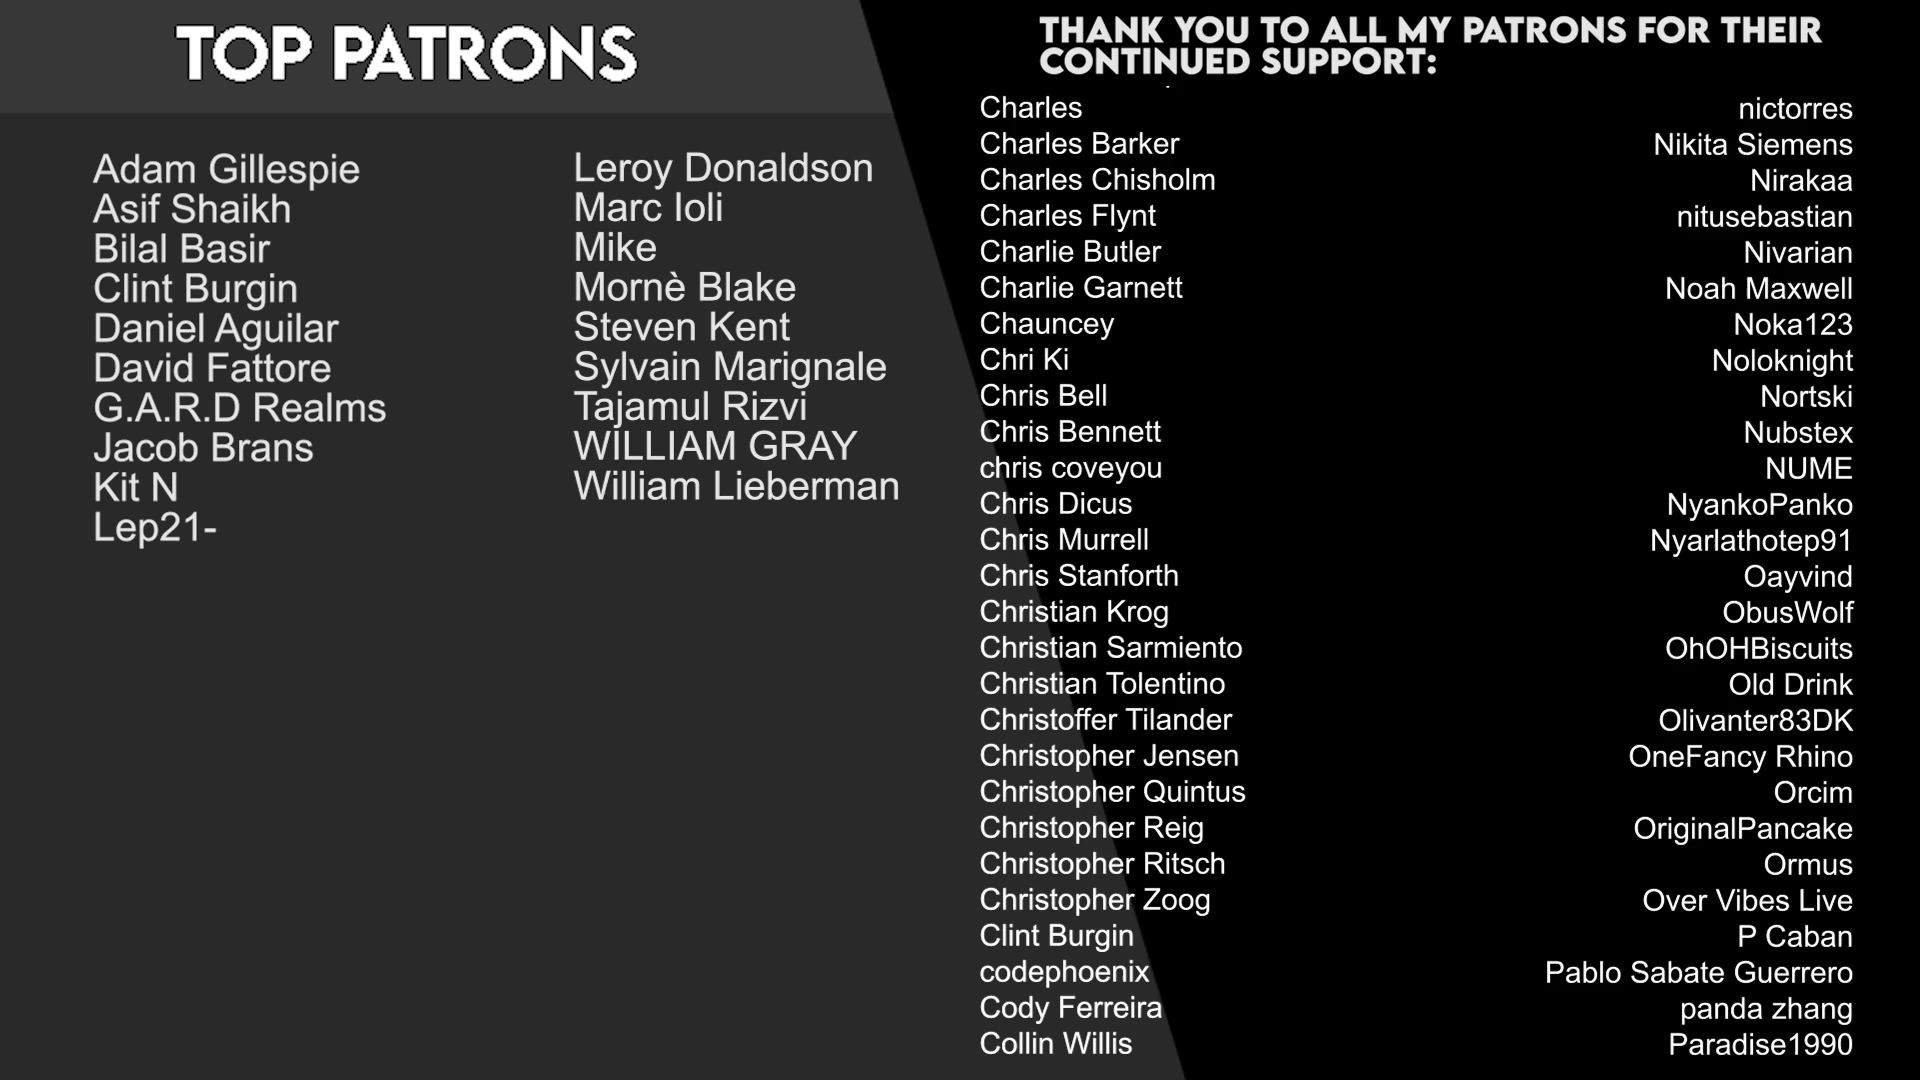 TOP PATRONS
Adam Gillespie
Asif Shaikh
Bilal Basir
Clint Burgin
Daniel Aguilar
David Fattore
G.A.R.D Realms
Jacob Brans
Kit N
Lep21-
Leroy Donaldson
Marc Ioli
Mike
Mornè Blake
Steven Kent
Sylvain Marignale
Tajamul Rizvi
WILLIAM GRAY
William Lieberman
THANK YOU TO ALL MY PATRONS FOR THEIR
CONTINUED SUPPORT:
Charles
Charles Barker
Charles Chisholm
Charles Flynt
Charlie Butler
Charlie Garnett
Chauncey
Chri Ki
Chris Bell
Chris Bennett
chris coveyou
Chris Dicus
Chris Murrell
Chris Stanforth
Christian Krog
Christian Sarmiento
Christian Tolentino
Christoffer Tilander
Christopher Jensen
Christopher Quintus
Christopher Reig
Christopher Ritsch
Christopher Zoog
Clint Burgin
codephoenix
Cody Ferreira
Collin Willis
nictorres
Nikita Siemens
Nirakaa
nitusebastian
Nivarian
Noah Maxwell
Noka123
Noloknight
Nortski
Nubstex
NUME
NyankoPanko
Nyarlathotep91
Oayvind
ObusWolf
OhOHBiscuits
Old Drink
Olivanter83DK
OneFancy Rhino
Orcim
OriginalPancake
Ormus
Over Vibes Live
P Caban
Pablo Sabate Guerrero
panda zhang
Paradise1990